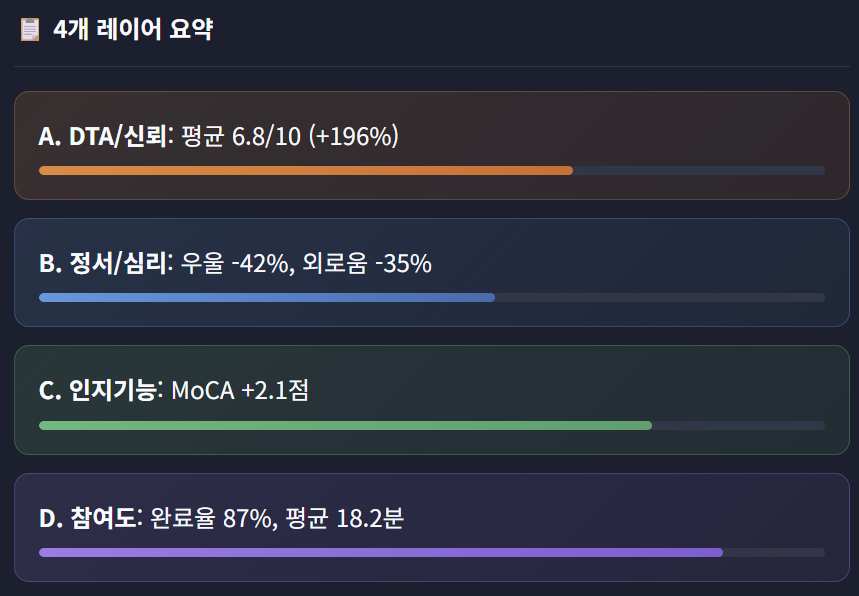 4개 레이어 요약
A. DTA/신뢰: 평균 6.8/10 (+196%)
B. 정서/심리: 우울 -42%, 외로움 -35%
C. 인지기능: MoCA +2.1점
D. 참여도: 완료율 87%, 평균 18.2분